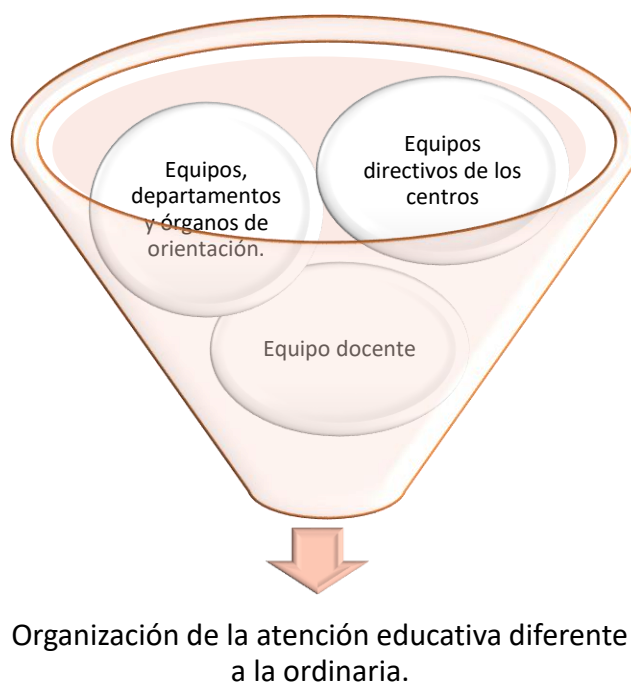 Equipos,
departamentos
y órganos de
orientación.
Equipos
directivos de los
centros
Equipo docente
Organización de la atención educativa diferente
a la ordinaria.